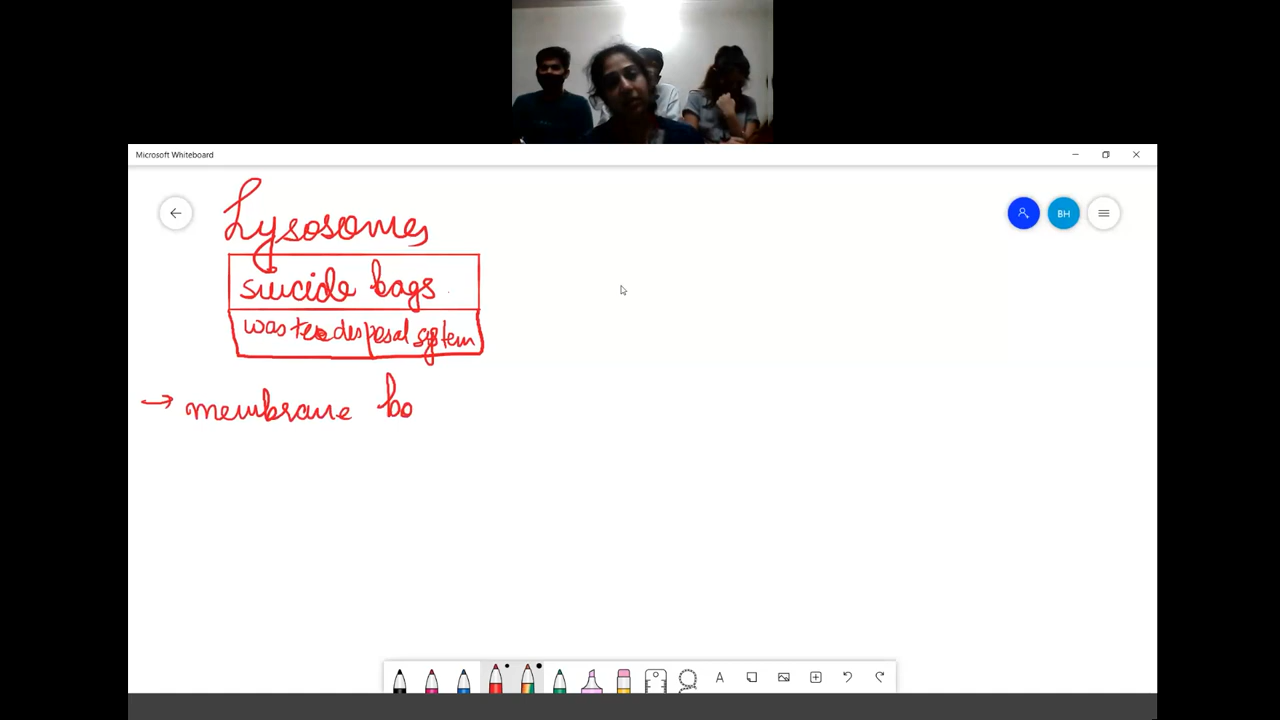 Microsoft Whiteboard
BH
Lysosomes
suicide bags
waste disposal system
→ membrane bo
A